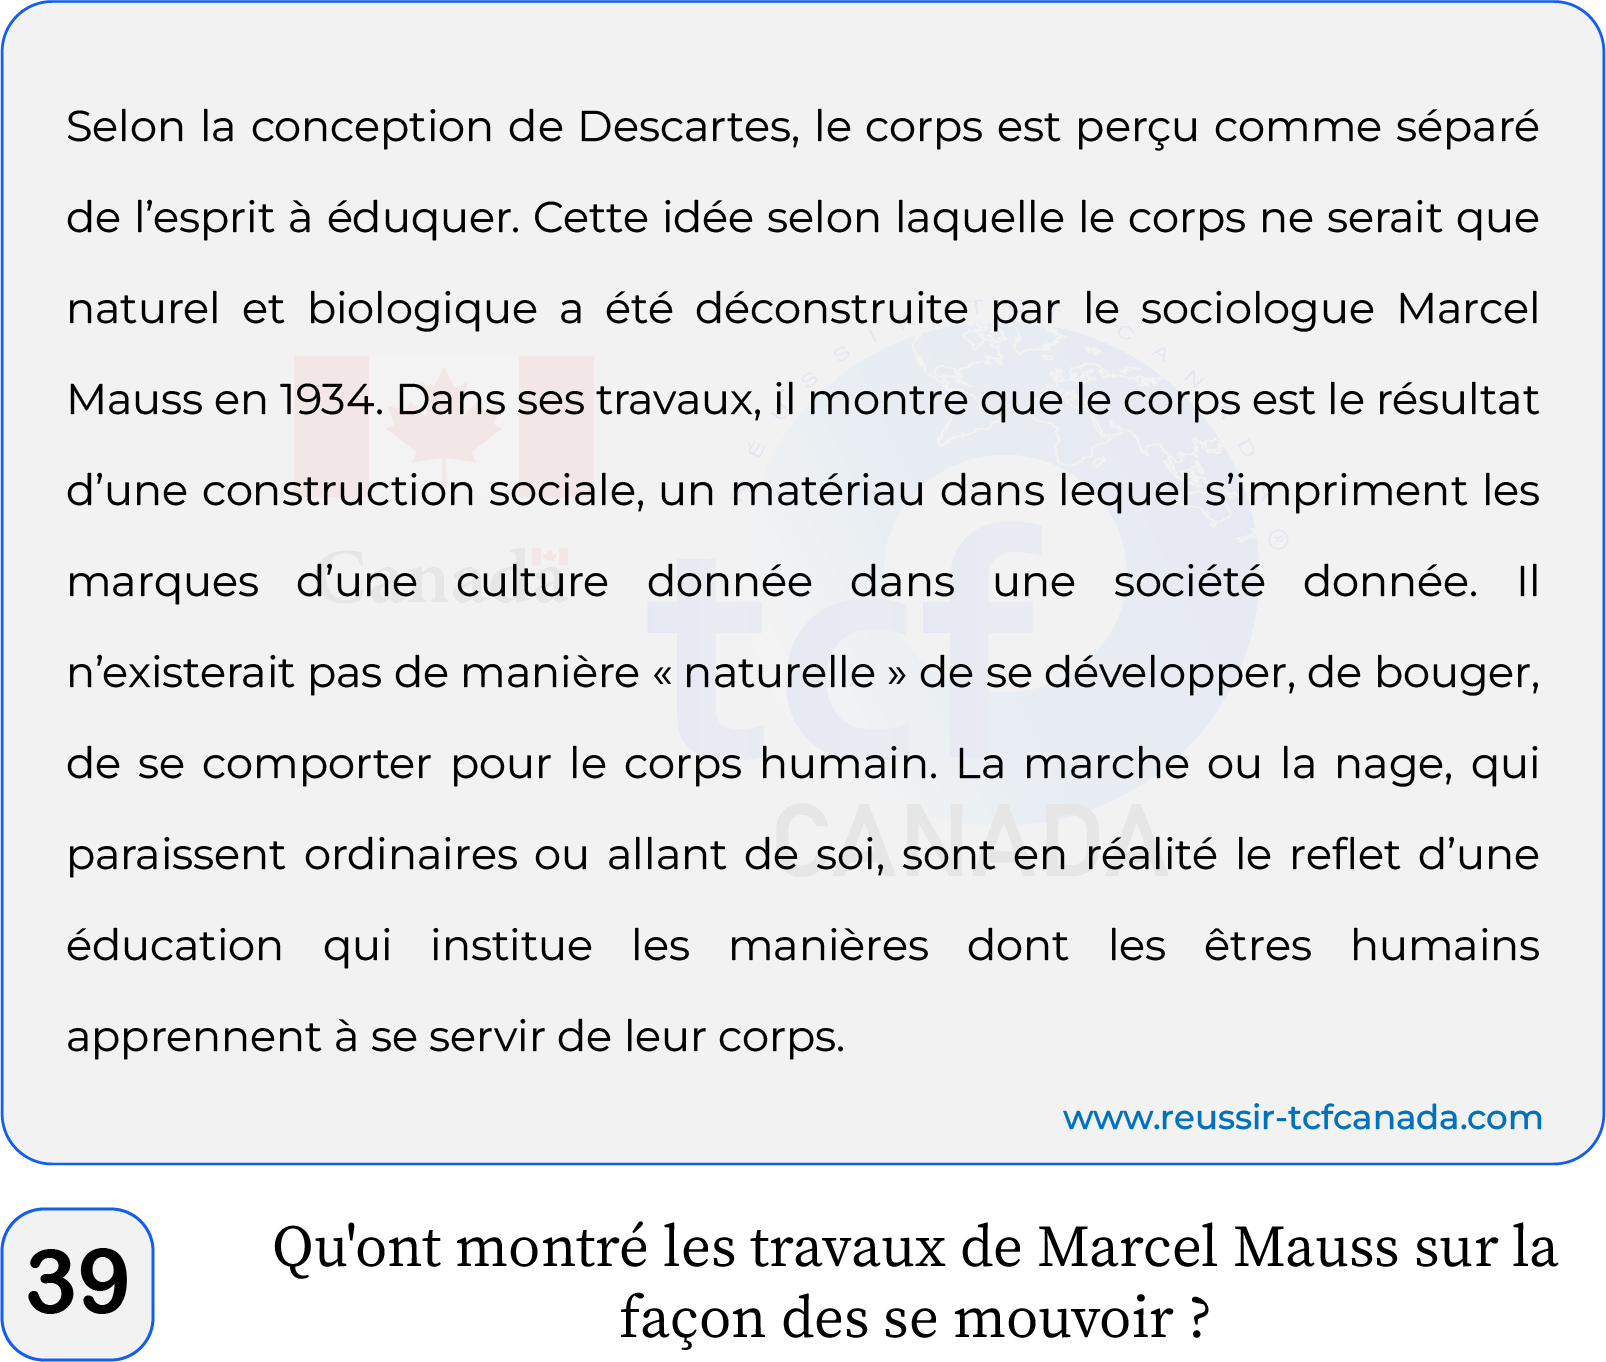 Selon la conception de Descartes, le corps est perçu comme séparé
de l’esprit à éduquer. Cette idée selon laquelle le corps ne serait que
naturel et biologique a été déconstruite par le sociologue Marcel
Mauss en 1934. Dans ses travaux, il montre que le corps est le résultat
d’une construction sociale, un matériau dans lequel s’impriment les
marques d’une culture donnée dans une société donnée. Il
n’existerait pas de manière « naturelle » de se développer, de bouger,
de se comporter pour le corps humain. La marche ou la nage, qui
paraissent ordinaires ou allant de soi, sont en réalité le reflet d’une
éducation qui institue les manières dont les êtres humains
apprennent à se servir de leur corps.
Canada
RÉUSSIR TCF CANADA ®
tcf
CANADA
www.reussir-tcfcanada.com
39
Qu'ont montré les travaux de Marcel Mauss sur la
façon des se mouvoir ?